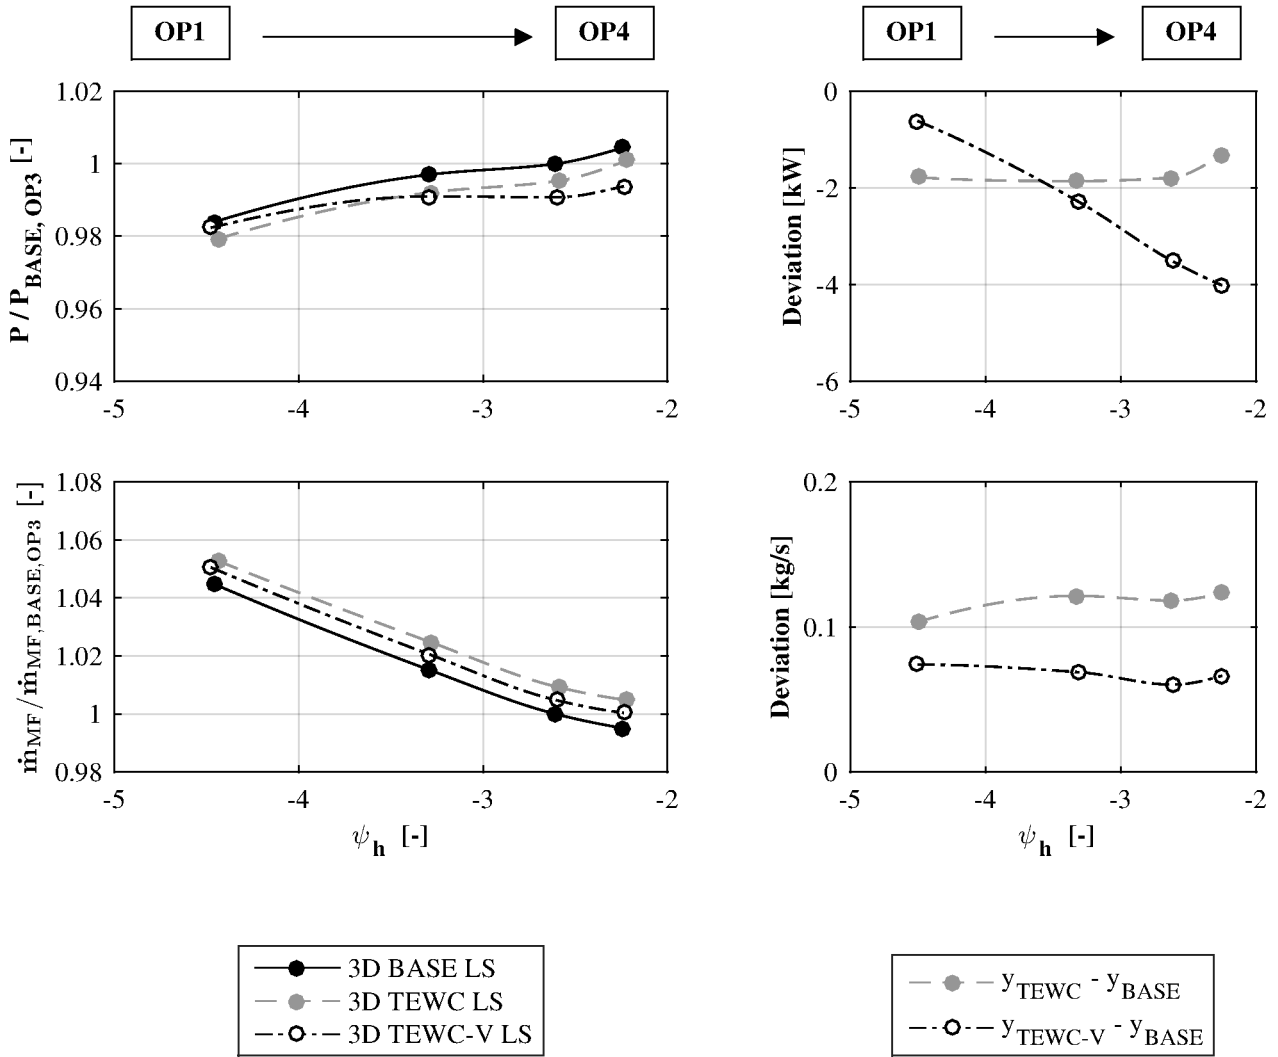 OP1
OP4
OP1
OP4
1.02
1
0.98
0.96
0.94
P / P_BASE, OP3 [-]
-5
-4
-3
-2
0
-2
-4
-6
Deviation [kW]
-5
-4
-3
-2
1.08
1.06
1.04
1.02
1
0.98
ṁ_MF / ṁ_MF,BASE,OP3 [-]
-5
-4
-3
-2
ψ_h [-]
0.2
0.1
0
Deviation [kg/s]
-5
-4
-3
-2
ψ_h [-]
3D BASE LS
3D TEWC LS
3D TEWC-V LS
y_TEWC - y_BASE
y_TEWC-V - y_BASE